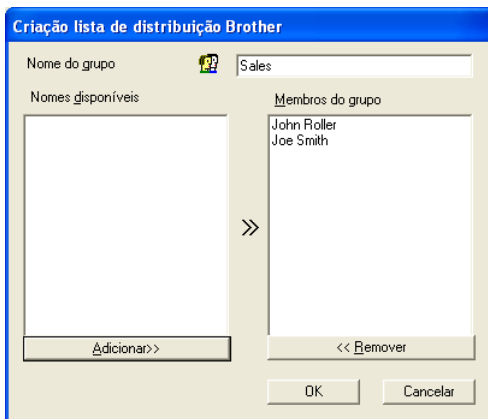 Criação lista de distribuição Brother
Nome do grupo
Sales
Nomes disponíveis
Membros do grupo
John Roller
Joe Smith
Adicionar>>
<< Remover
OK
Cancelar